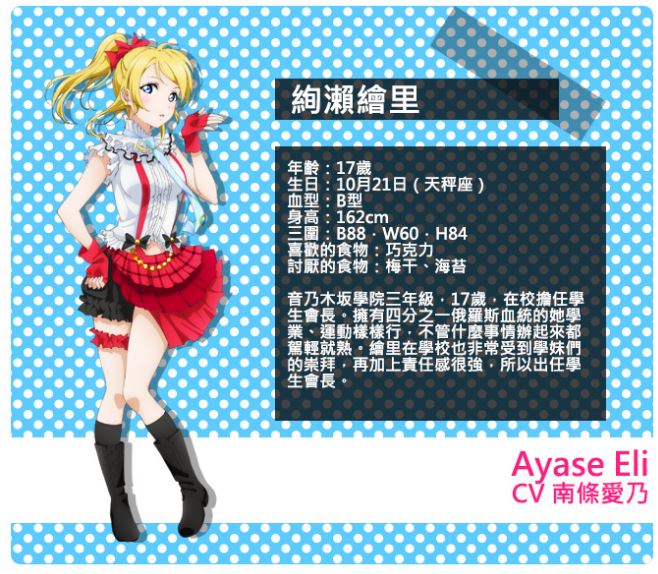 絢瀨繪里
年齡：17歲
生日：10月21日（天秤座）
血型：B型
身高：162cm
三圍：B88．W60．H84
喜歡的食物：巧克力
討厭的食物：梅干、海苔
音乃木坂學院三年級，17歲，在校擔任學
生會長。擁有四分之一俄羅斯血統的她學
業、運動樣樣行，不管什麼事情辦起來都
駕輕就熟。繪里在學校也非常受到學妹們
的崇拜，再加上責任感很強，所以出任學
生會長。
Ayase Eli
CV 南條愛乃